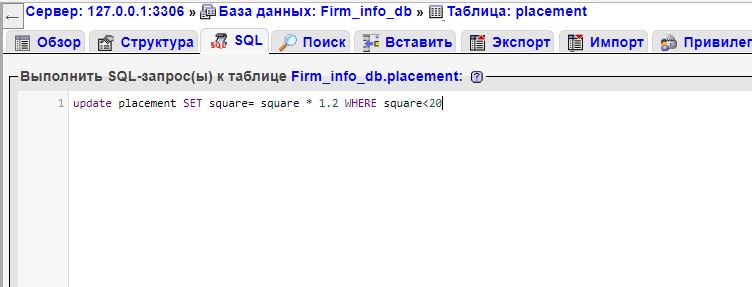 Сервер: 127.0.0.1:3306 » База данных: Firm_info_db » Таблица: placement
Обзор Структура SQL Поиск Вставить Экспорт Импорт Привилег
Выполнить SQL-запрос(ы) к таблице Firm_info_db.placement:
1 update placement SET square= square * 1.2 WHERE square<20